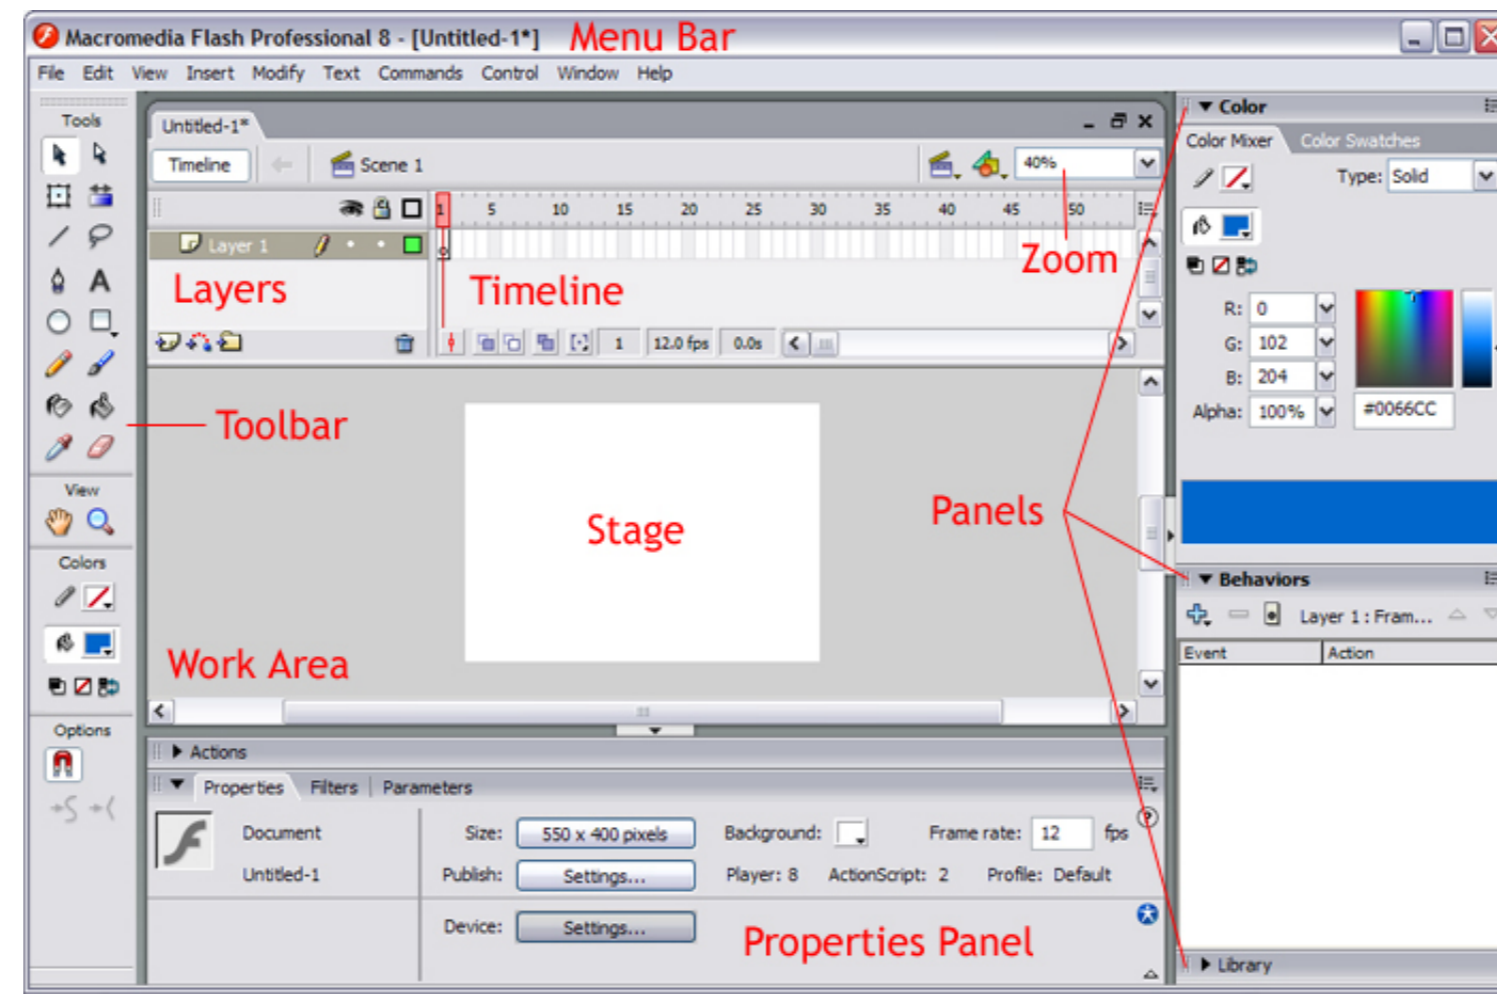 Macromedia Flash Professional 8 - [Untitled-1*] Menu Bar
File Edit View Insert Modify Text Commands Control Window Help
Tools
Untitled-1*
Timeline Scene 1 40%
1 5 10 15 20 25 30 35 40 45 50
Layer 1
Layers Timeline Zoom
1 12.0 fps 0.0s
A
Toolbar
View
Colors
Options
Stage
Work Area
Panels
Color
Color Mixer Color Swatches
Type: Solid
R: 0
G: 102
B: 204
Alpha: 100% #0066CC
Behaviors
Layer 1 : Fram...
Event Action
Library
Actions
Properties Filters Parameters
Document Size: 550 x 400 pixels Background: Frame rate: 12 fps
Untitled-1 Publish: Settings... Player: 8 ActionScript: 2 Profile: Default
Device: Settings...
Properties Panel